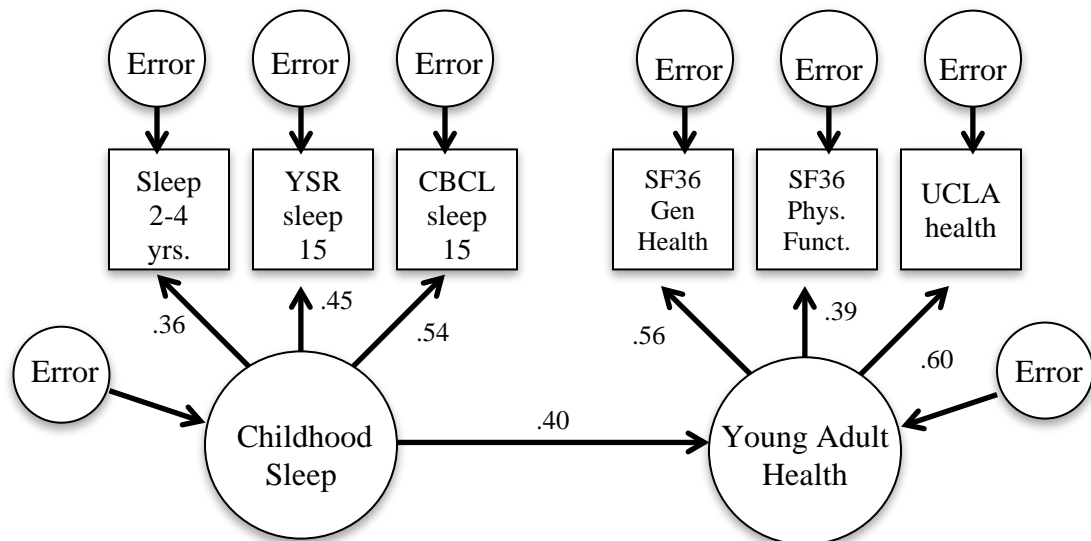 Error
Error
Error
Error
Error
Error
Sleep
2-4
yrs.
YSR
sleep
15
CBCL
sleep
15
SF36
Gen
Health
SF36
Phys.
Funct.
UCLA
health
.36
.45
.54
.56
.39
.60
Error
Error
Childhood
Sleep
.40
Young Adult
Health